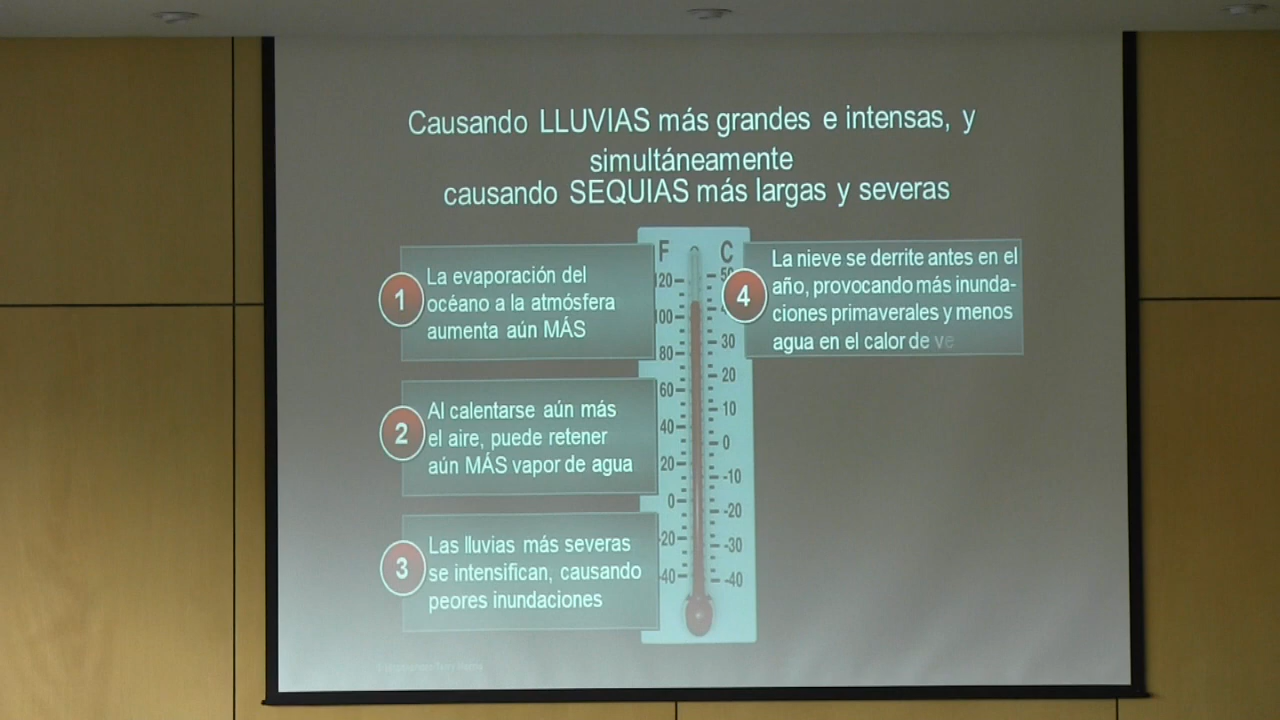 Causando LLUVIAS más grandes e intensas, y
simultáneamente
causando SEQUIAS más largas y severas
1
La evaporación del
océano a la atmósfera
aumenta aún MÁS
2
Al calentarse aún más
el aire, puede retener
aún MÁS vapor de agua
3
Las lluvias más severas
se intensifican, causando
peores inundaciones
F
120
100
80
60
40
20
0
-20
-40
C
50
30
20
10
0
-10
-20
-30
-40
4
La nieve se derrite antes en el
año, provocando más inunda-
ciones primaverales y menos
agua en el calor de ve